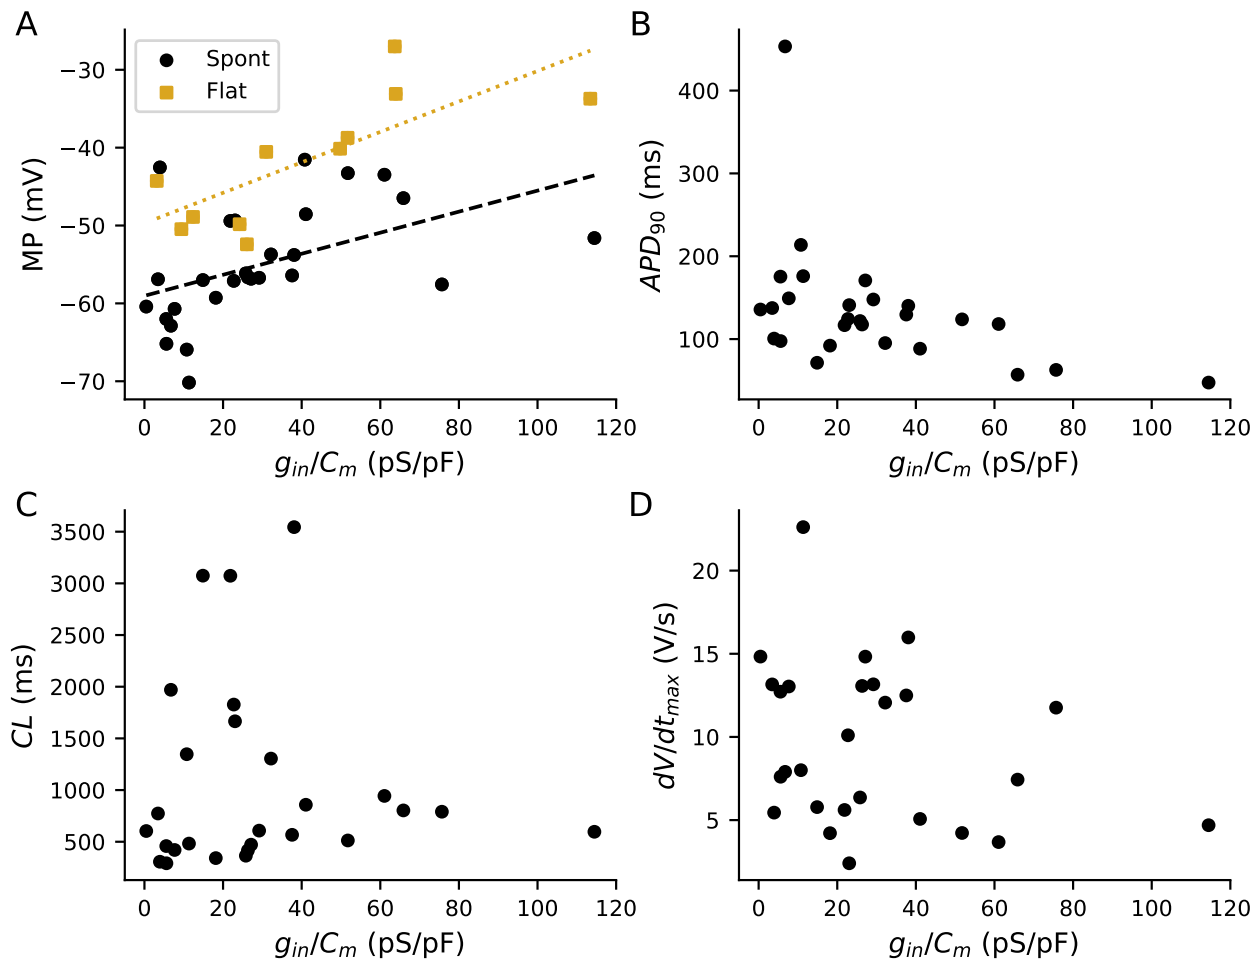 A
Spont
Flat
−30
−40
−50
−60
−70
MP (mV)
0 20 40 60 80 100 120
g_in/C_m (pS/pF)
B
400
300
200
100
APD_90 (ms)
0 20 40 60 80 100 120
g_in/C_m (pS/pF)
C
3500
3000
2500
2000
1500
1000
500
CL (ms)
0 20 40 60 80 100 120
g_in/C_m (pS/pF)
D
20
15
10
5
dV/dt_max (V/s)
0 20 40 60 80 100 120
g_in/C_m (pS/pF)